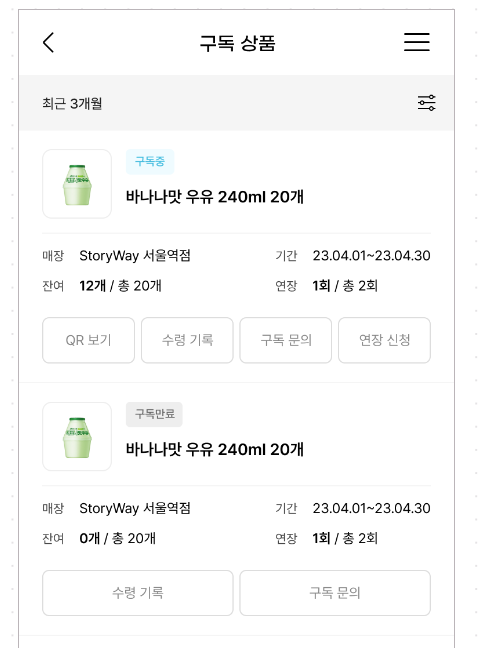 구독 상품
최근 3개월
구독중
바나나맛 우유 240ml 20개
매장 StoryWay 서울역점 기간 23.04.01~23.04.30
잔여 12개 / 총 20개 연장 1회 / 총 2회
QR 보기 수령 기록 구독 문의 연장 신청
구독만료
바나나맛 우유 240ml 20개
매장 StoryWay 서울역점 기간 23.04.01~23.04.30
잔여 0개 / 총 20개 연장 1회 / 총 2회
수령 기록 구독 문의